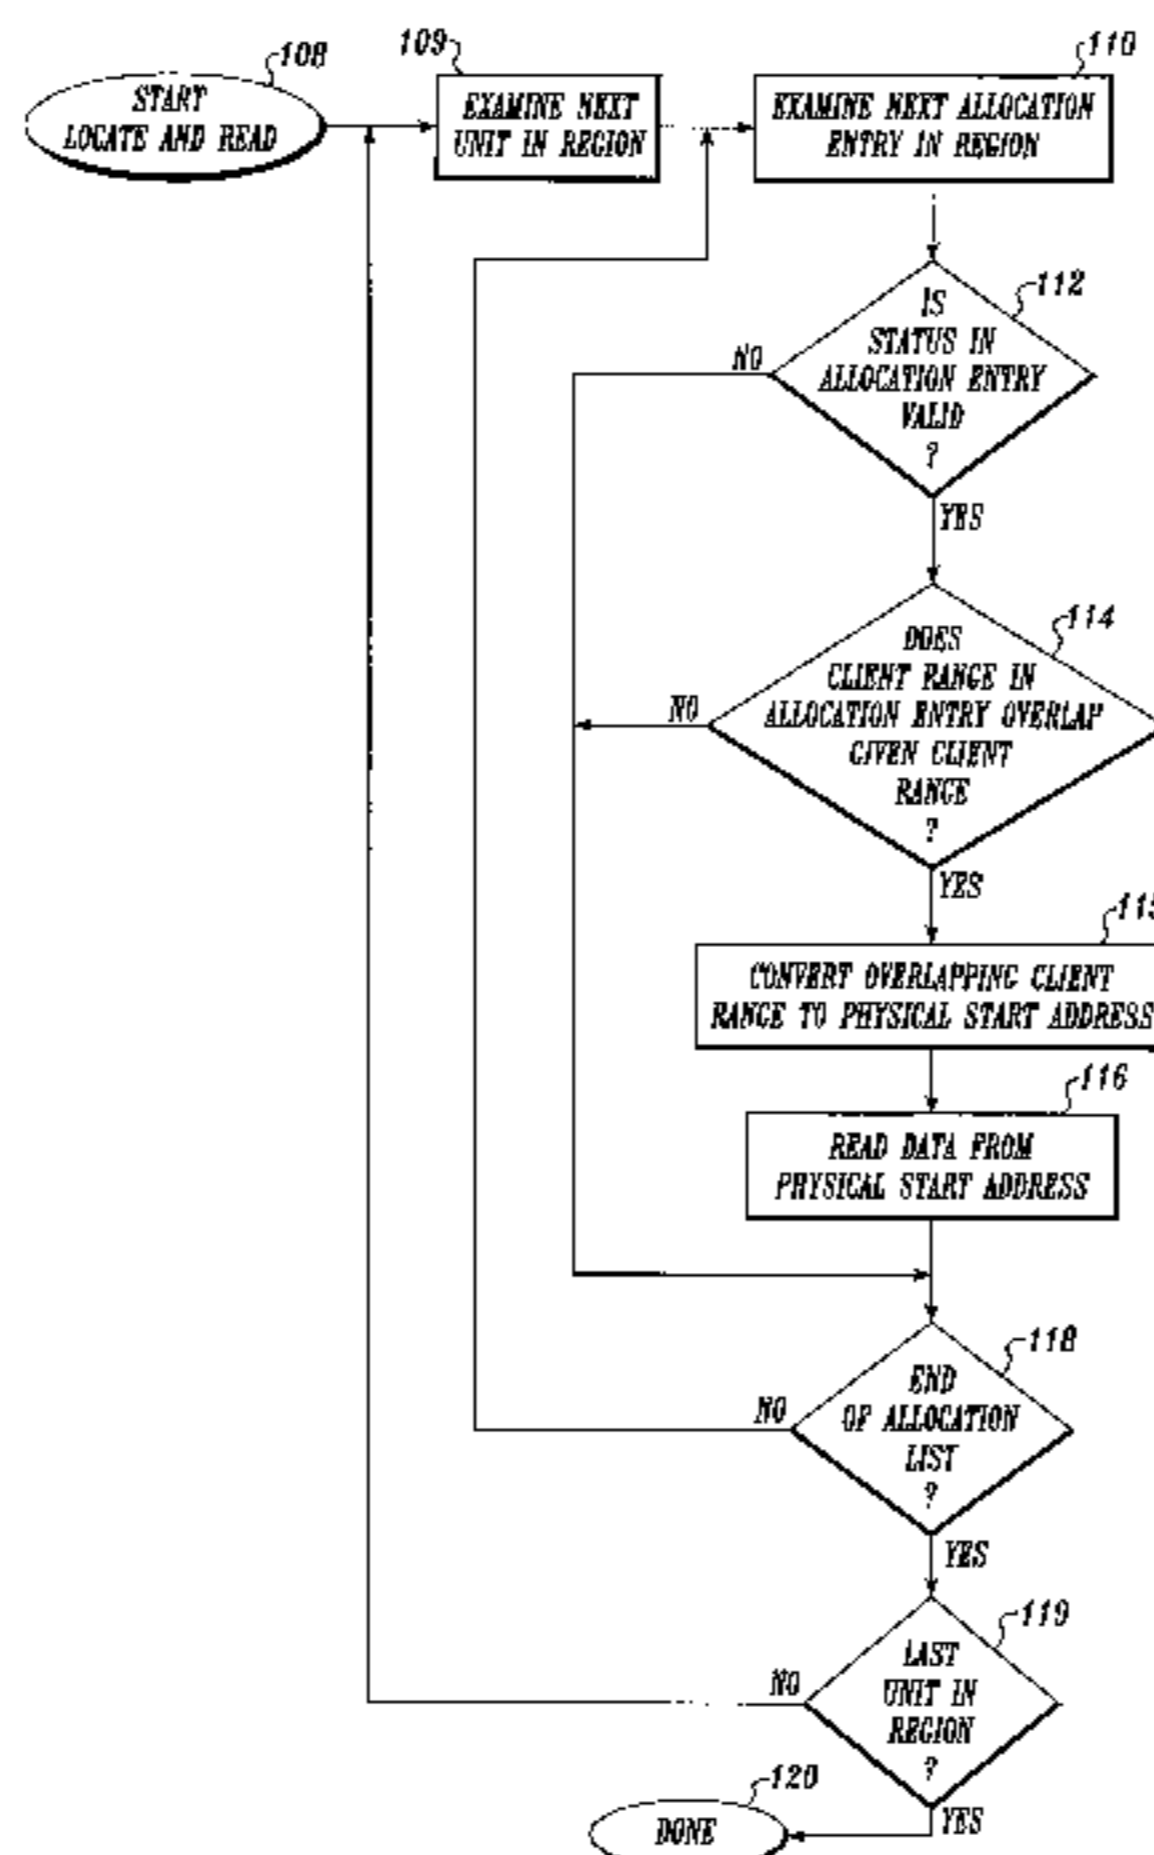 108
START
LOCATE AND READ
109
EXAMINE NEXT
UNIT IN REGION
110
EXAMINE NEXT ALLOCATION
ENTRY IN REGION
112
IS
STATUS IN
ALLOCATION ENTRY
VALID
?
NO
YES
114
DOES
CLIENT RANGE IN
ALLOCATION ENTRY OVERLAP
GIVEN CLIENT
RANGE
?
NO
YES
115
CONVERT OVERLAPPING CLIENT
RANGE TO PHYSICAL START ADDRESS
116
READ DATA FROM
PHYSICAL START ADDRESS
118
END
OF ALLOCATION
LIST
?
NO
YES
119
LAST
UNIT IN
REGION
?
NO
YES
120
DONE